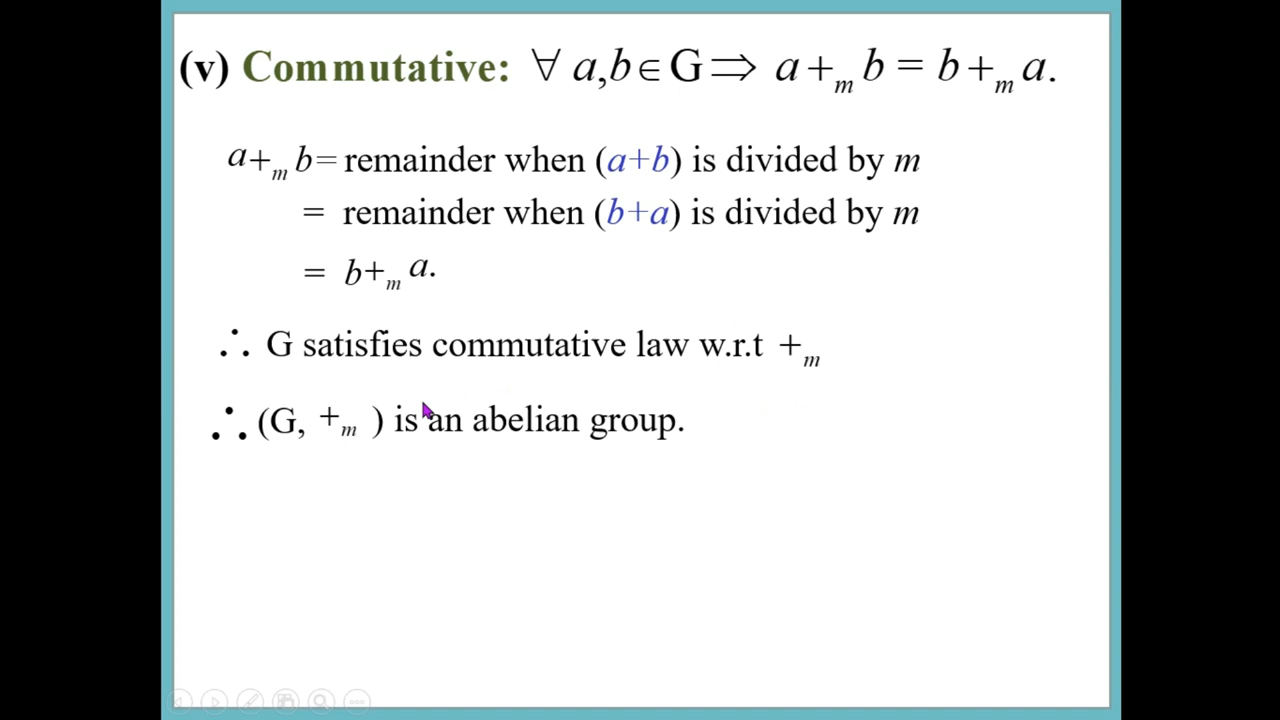 (v) Commutative: ∀ a,b∈G⟹ a+ₘ b = b+ₘ a.
a+ₘ b= remainder when (a+b) is divided by m
= remainder when (b+a) is divided by m
= b+ₘ a.
∴ G satisfies commutative law w.r.t +ₘ
∴ (G, +ₘ ) is an abelian group.